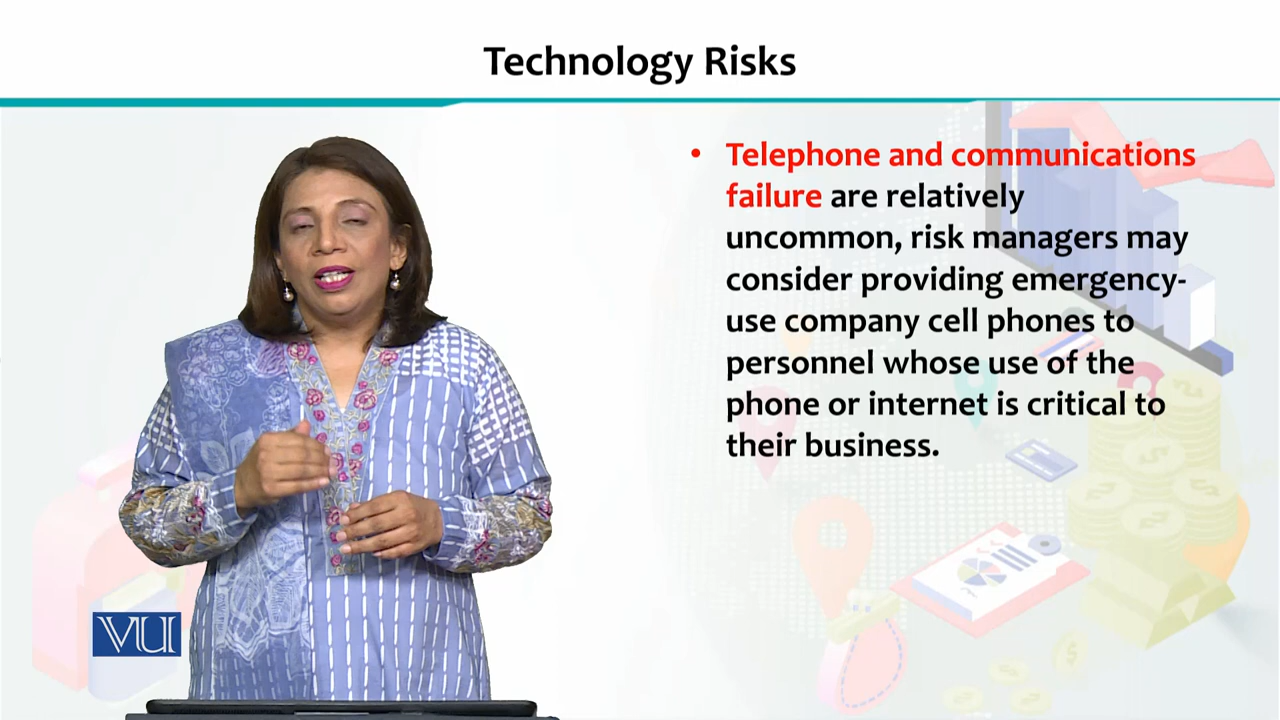 Technology Risks
• Telephone and communications
failure are relatively
uncommon, risk managers may
consider providing emergency-
use company cell phones to
personnel whose use of the
phone or internet is critical to
their business.
VU